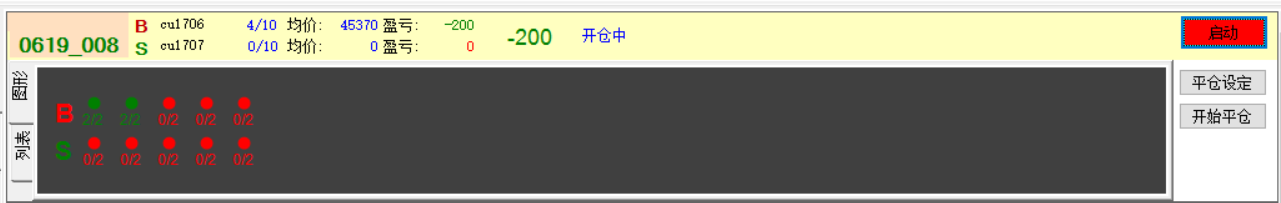 0619_008 B cu1706 4/10 均价: 45370 盈亏: -200 -200 开仓中 启动
S cu1707 0/10 均价: 0 盈亏: 0
图形
列表
平仓设定
开始平仓
B 2/2 2/2 0/2 0/2 0/2
S 0/2 0/2 0/2 0/2 0/2